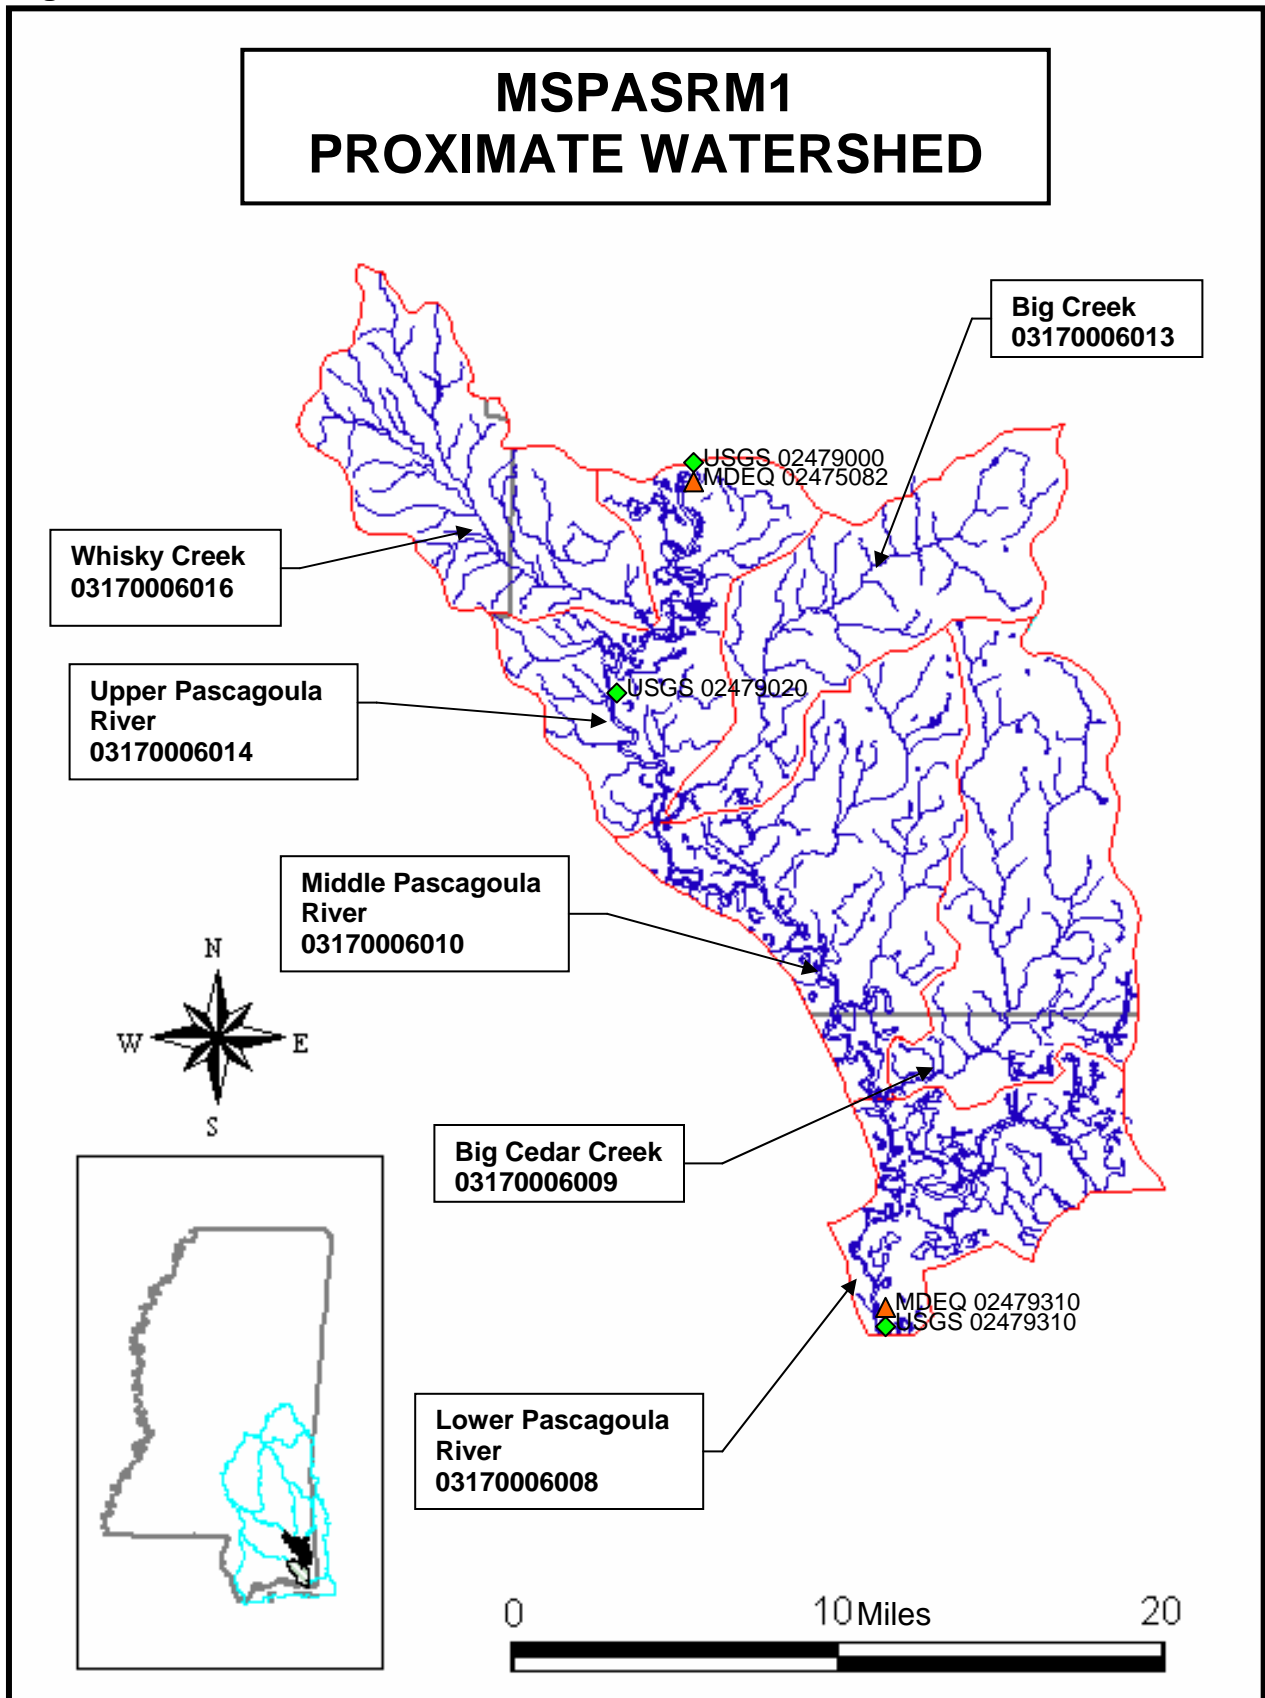 MSPASRM1
PROXIMATE WATERSHED
Big Creek
03170006013
USGS 02479000
MDEQ 02475082
Whisky Creek
03170006016
Upper Pascagoula
River
03170006014
USGS 02479020
Middle Pascagoula
River
03170006010
N
W
E
S
Big Cedar Creek
03170006009
MDEQ 02479310
USGS 02479310
Lower Pascagoula
River
03170006008
0
10 Miles
20